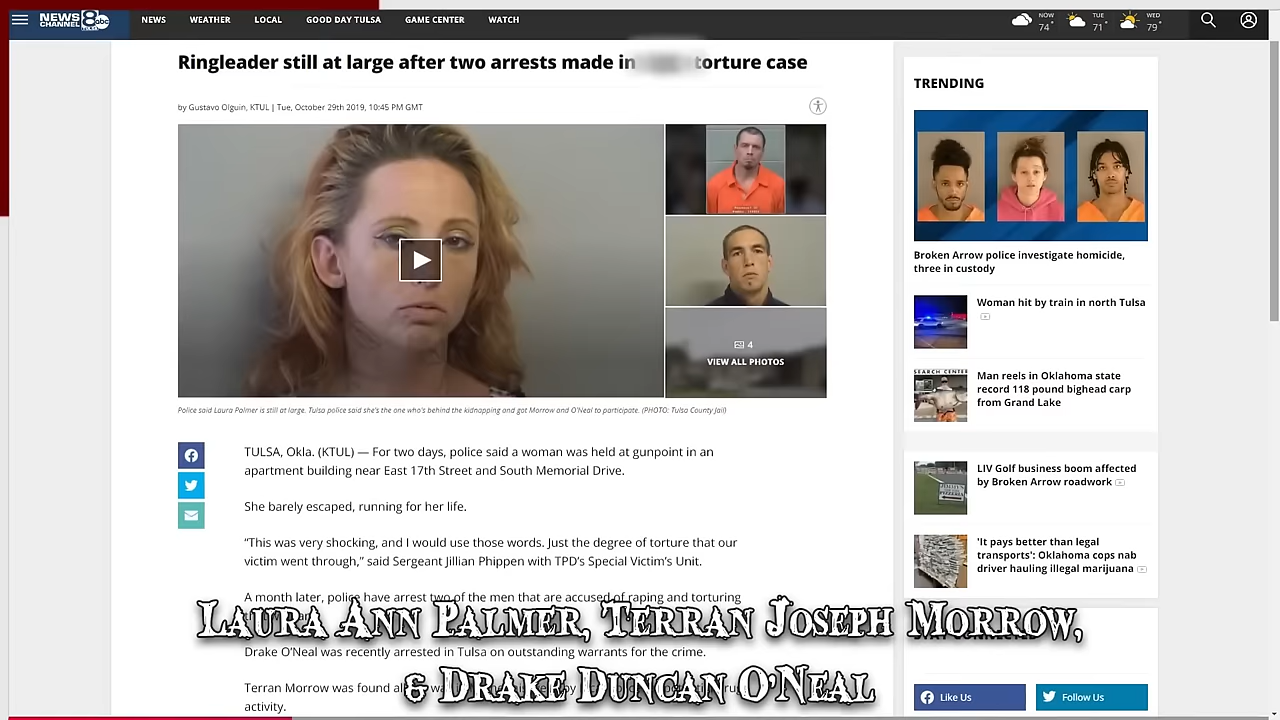 NEWS CHANNEL 8 abc TULSA
NEWS WEATHER LOCAL GOOD DAY TULSA GAME CENTER WATCH
NOW 74° TUE 71° WED 79°
Ringleader still at large after two arrests made in torture case
by Gustavo Olguin, KTUL | Tue, October 29th 2019, 10:45 PM GMT
4
VIEW ALL PHOTOS
Police said Laura Palmer is still at large. Tulsa police said she's the one who's behind the kidnapping and got Morrow and O'Neal to participate. (PHOTO: Tulsa County Jail)
TULSA, Okla. (KTUL) — For two days, police said a woman was held at gunpoint in an
apartment building near East 17th Street and South Memorial Drive.
She barely escaped, running for her life.
“This was very shocking, and I would use those words. Just the degree of torture that our
victim went through,” said Sergeant Jillian Phippen with TPD’s Special Victim’s Unit.
A month later, police have arrest two of the men that are accused of raping and torturing
Drake O’Neal was recently arrested in Tulsa on outstanding warrants for the crime.
Terran Morrow was found
activity.
Laura Ann Palmer, Terran Joseph Morrow,
& Drake Duncan O'Neal
TRENDING
Broken Arrow police investigate homicide,
three in custody
Woman hit by train in north Tulsa
SEARCH CENTER
Man reels in Oklahoma state
record 118 pound bighead carp
from Grand Lake
LIV Golf business boom affected
by Broken Arrow roadwork
'It pays better than legal
transports': Oklahoma cops nab
driver hauling illegal marijuana
Like Us
Follow Us